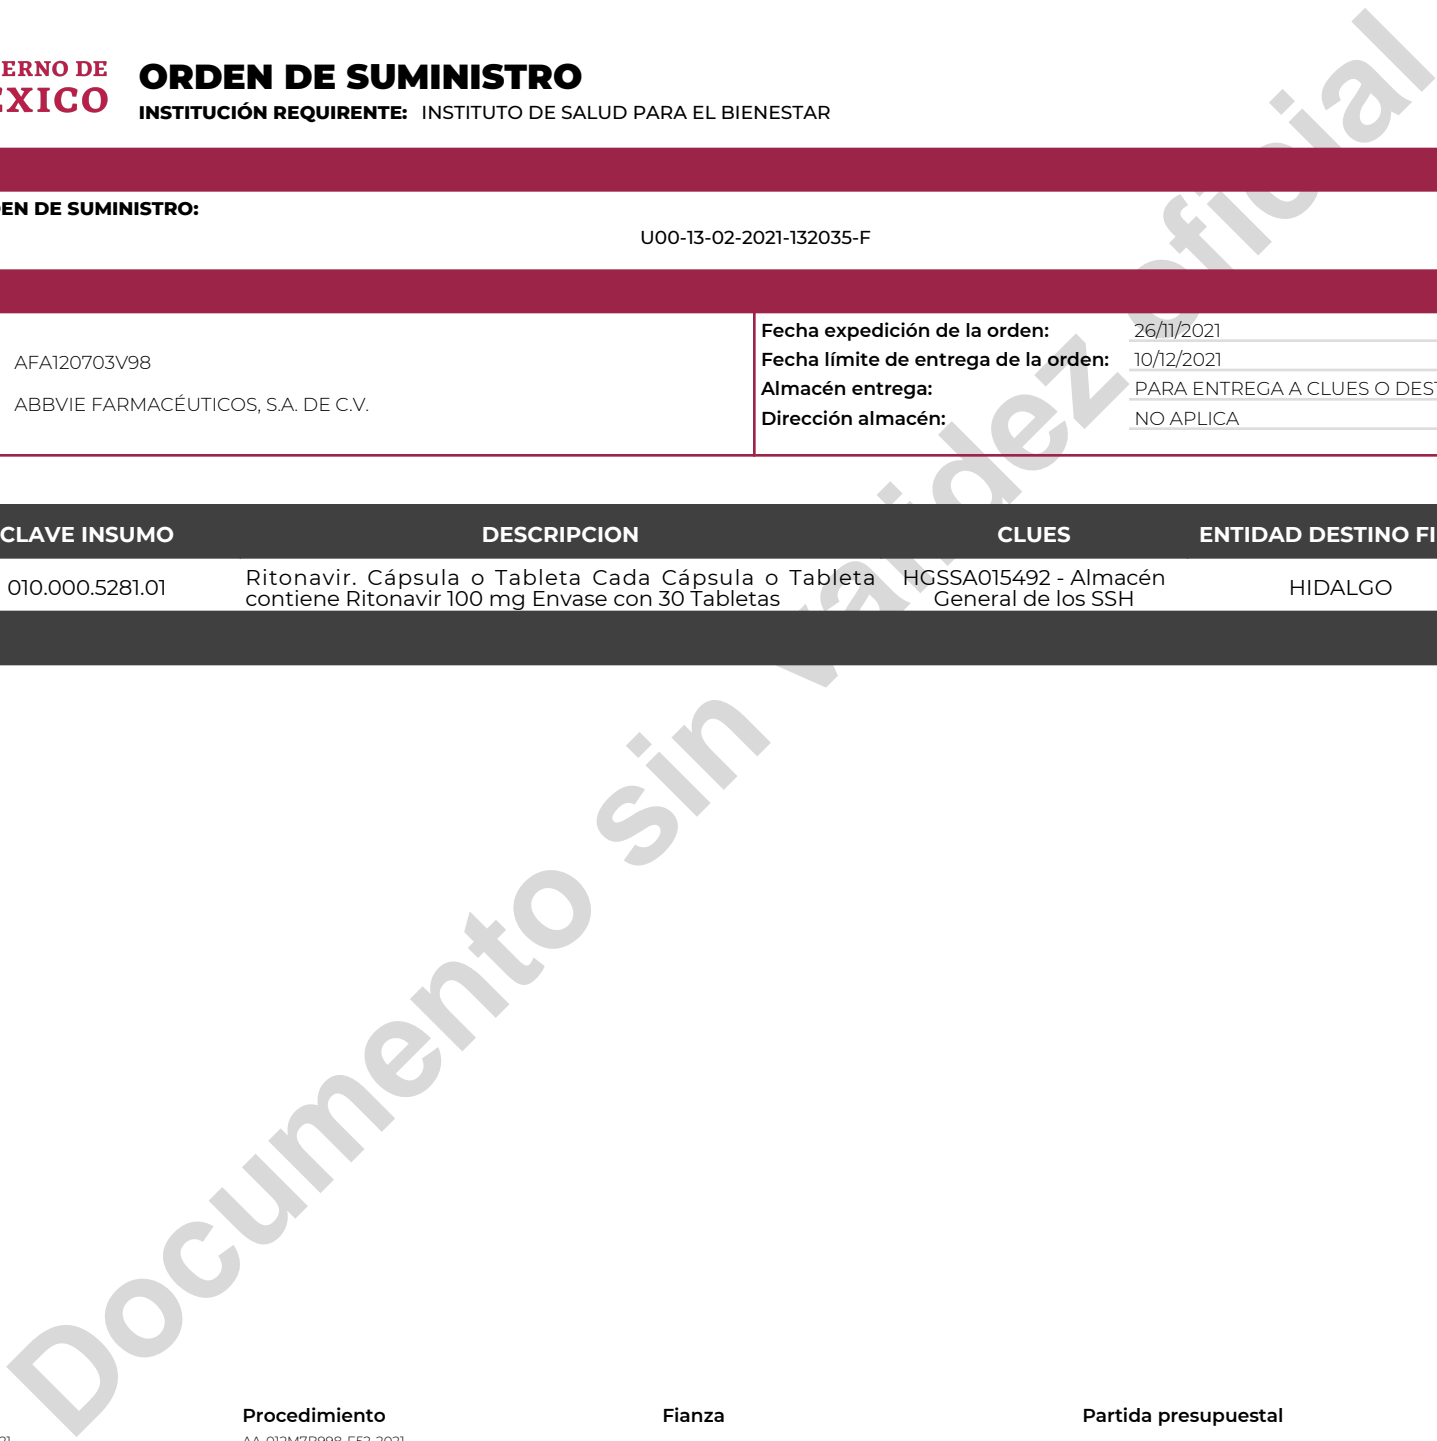 ERNO DE
EXICO
ORDEN DE SUMINISTRO
INSTITUCIÓN REQUIRENTE: INSTITUTO DE SALUD PARA EL BIENESTAR
EN DE SUMINISTRO:
U00-13-02-2021-132035-F
AFA120703V98
ABBVIE FARMACÉUTICOS, S.A. DE C.V.
Fecha expedición de la orden: 26/11/2021
Fecha límite de entrega de la orden: 10/12/2021
Almacén entrega: PARA ENTREGA A CLUES O DEST
Dirección almacén: NO APLICA
CLAVE INSUMO DESCRIPCION CLUES ENTIDAD DESTINO FI
010.000.5281.01
Ritonavir. Cápsula o Tableta Cada Cápsula o Tableta
contiene Ritonavir 100 mg Envase con 30 Tabletas
HGSSA015492 - Almacén
General de los SSH
HIDALGO
Documento sin validez oficial
Procedimiento Fianza Partida presupuestal